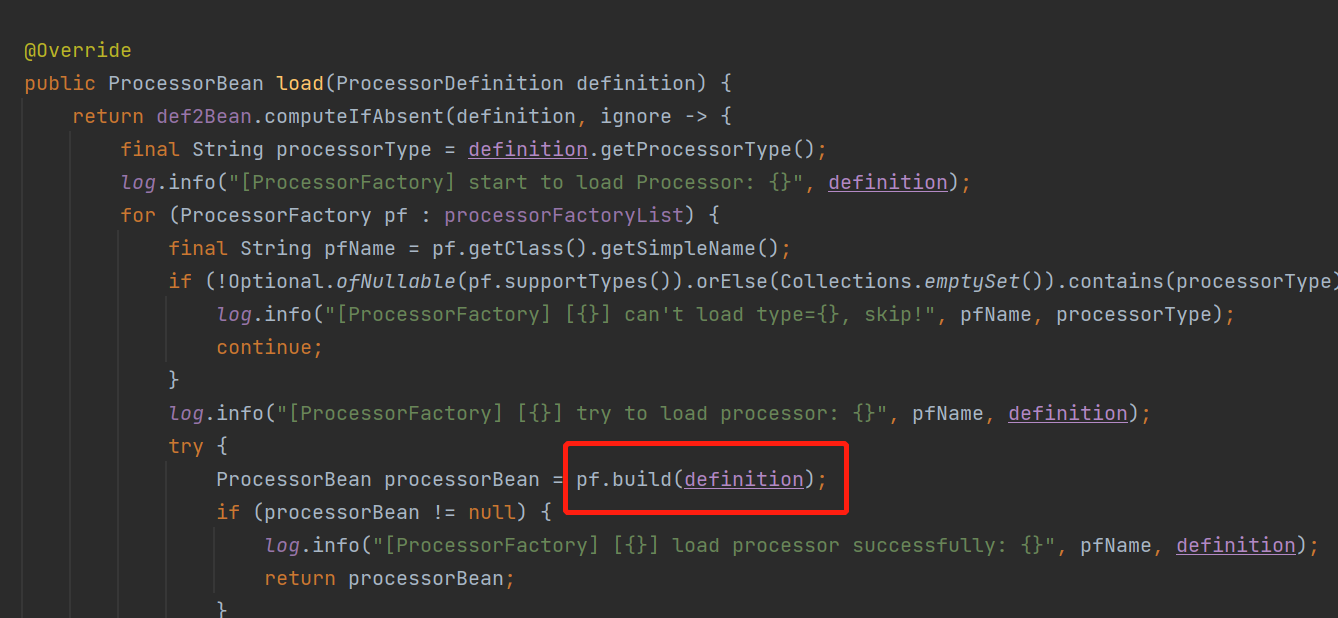 @Override
public ProcessorBean load(ProcessorDefinition definition) {
return def2Bean.computeIfAbsent(definition, ignore -> {
final String processorType = definition.getProcessorType();
log.info("[ProcessorFactory] start to load Processor: {}", definition);
for (ProcessorFactory pf : processorFactoryList) {
final String pfName = pf.getClass().getSimpleName();
if (!Optional.ofNullable(pf.supportTypes()).orElse(Collections.emptySet()).contains(processorType)
log.info("[ProcessorFactory] [{}] can't load type={}, skip!", pfName, processorType);
continue;
}
log.info("[ProcessorFactory] [{}] try to load processor: {}", pfName, definition);
try {
ProcessorBean processorBean = pf.build(definition);
if (processorBean != null) {
log.info("[ProcessorFactory] [{}] load processor successfully: {}", pfName, definition);
return processorBean;
}